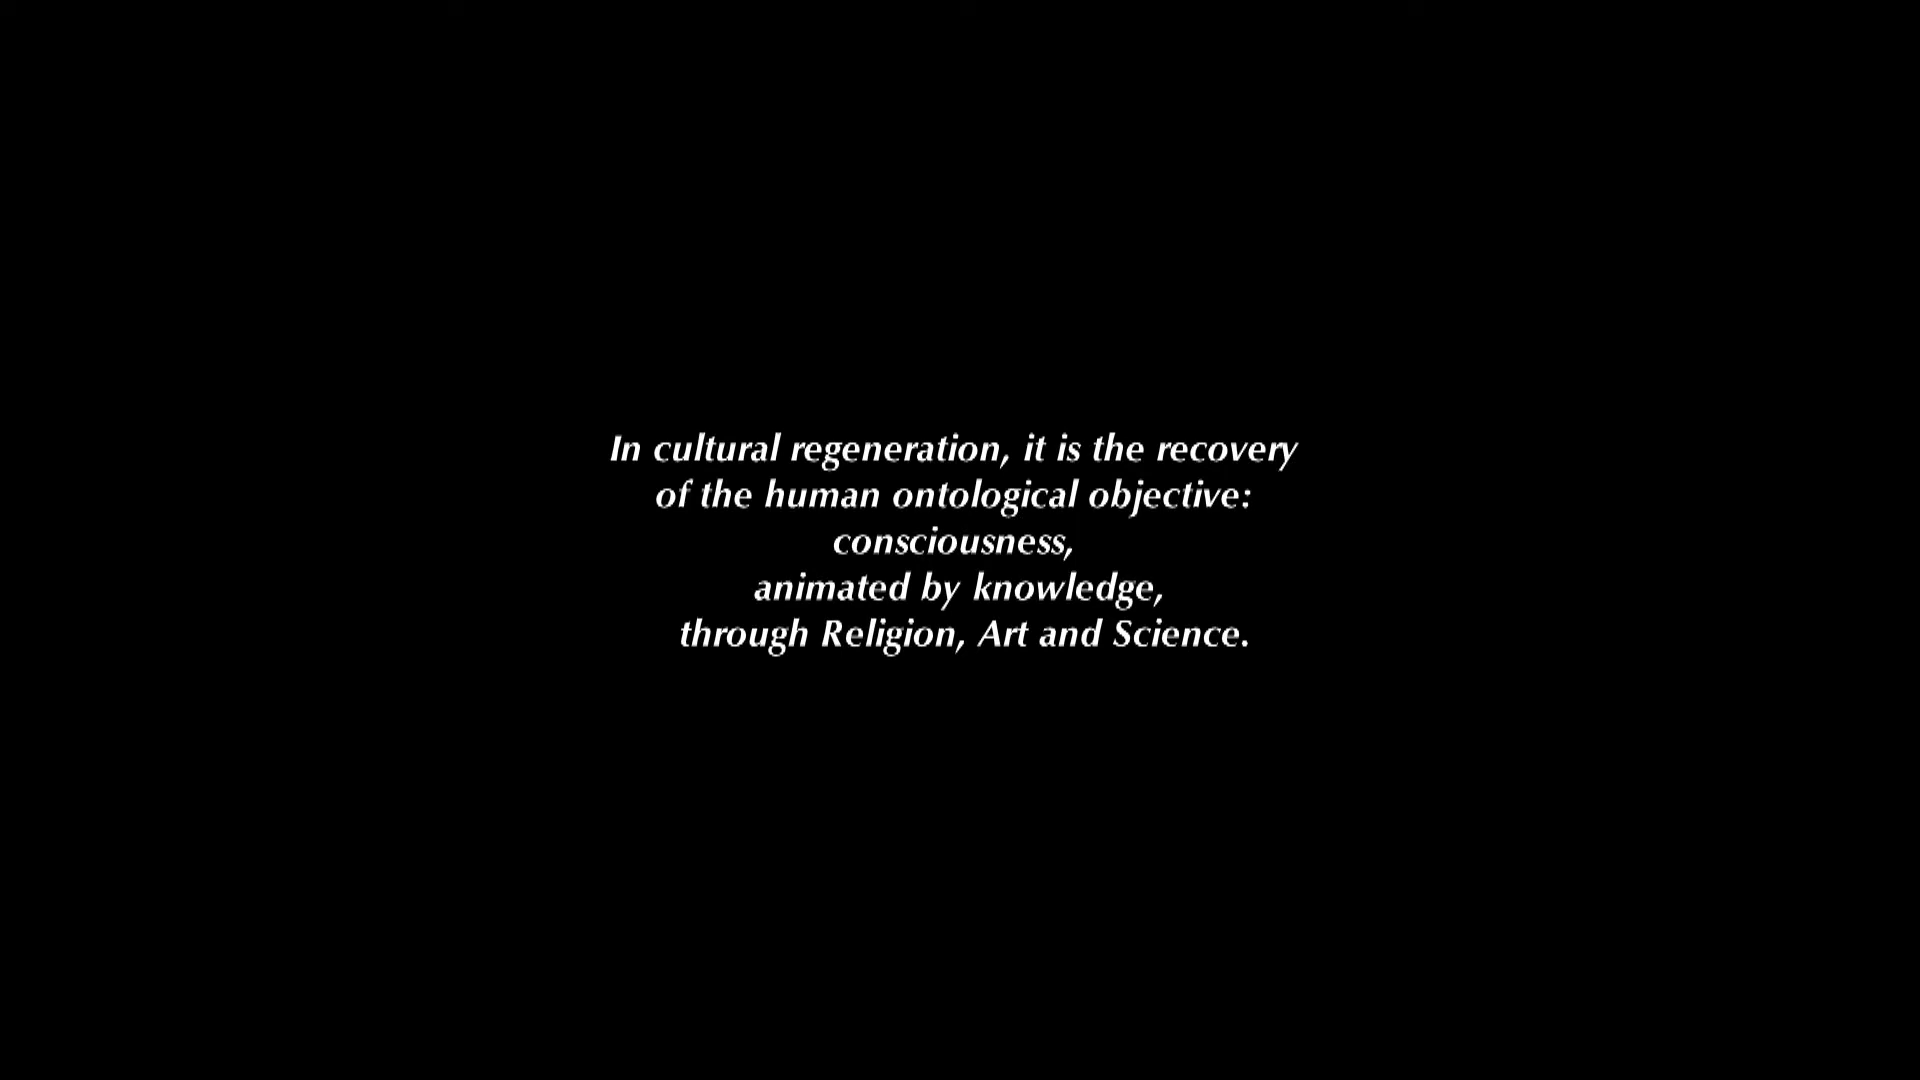 In cultural regeneration, it is the recovery
of the human ontological objective:
consciousness,
animated by knowledge,
through Religion, Art and Science.